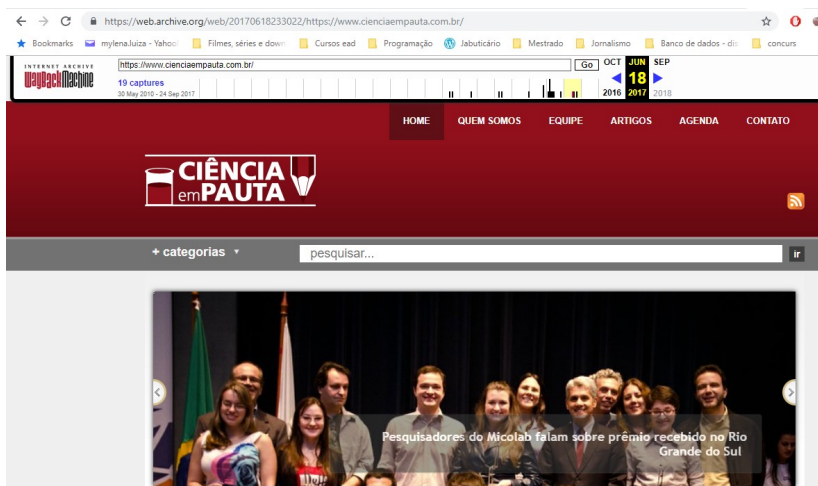 https://web.archive.org/web/20170618233022/https://www.cienciaempauta.com.br/
Bookmarks mylena.luiza - Yahoo! Filmes, séries e down Cursos ead Programação Jabuticário Mestrado Jornalismo Banco de dados - dis concurs
INTERNET ARCHIVE
WayBackMachine
https://www.cienciaempauta.com.br/ Go OCT JUN SEP
19 captures 18
30 May 2010 - 24 Sep 2017 2016 2017 2018
HOME QUEM SOMOS EQUIPE ARTIGOS AGENDA CONTATO
CIÊNCIA
emPAUTA
+ categorias pesquisar... ir
Pesquisadores do Micolab falam sobre prêmio recebido no Rio
Grande do Sul